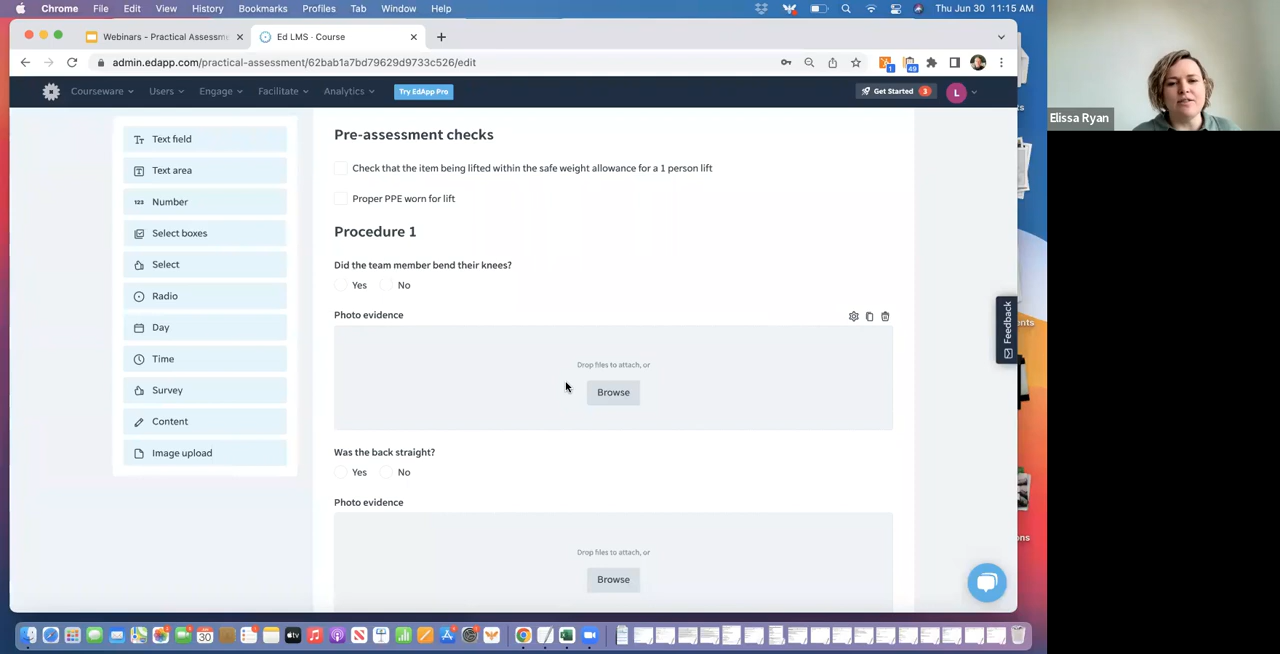 Chrome File Edit View History Bookmarks Profiles Tab Window Help
Thu Jun 30 11:15 AM
Webinars - Practical Assessm
Ed LMS - Course
admin.edapp.com/practical-assessment/62bab1a7bd79629d9733c526/edit
1
49
Courseware Users Engage Facilitate Analytics Try EdApp Pro
Get Started 3
L
Text field
Text area
123 Number
Select boxes
Select
Radio
Day
Time
Survey
Content
Image upload
Pre-assessment checks
Check that the item being lifted within the safe weight allowance for a 1 person lift
Proper PPE worn for lift
Procedure 1
Did the team member bend their knees?
Yes No
Photo evidence
Drop files to attach, or
Browse
Was the back straight?
Yes No
Photo evidence
Drop files to attach, or
Browse
Feedback
Elissa Ryan
ents
ons
30